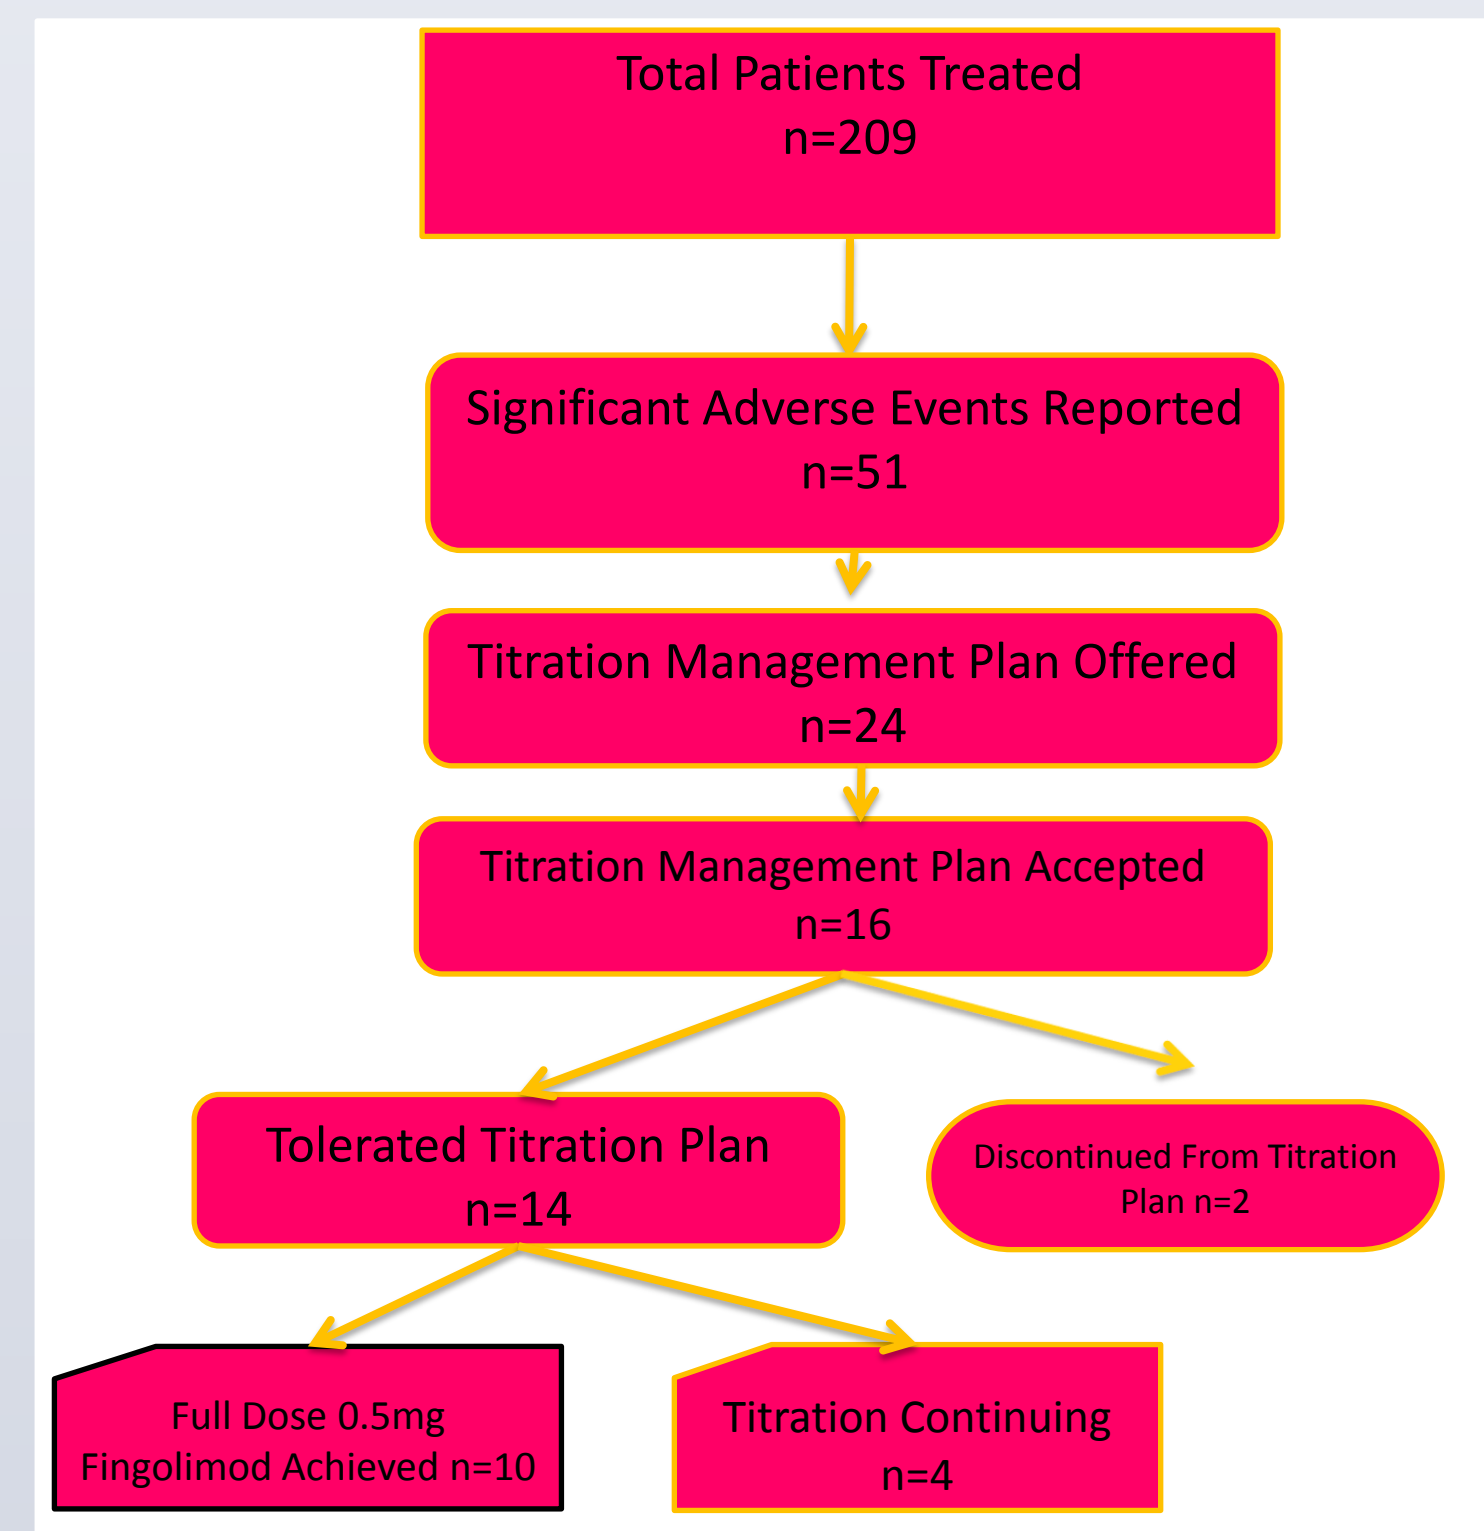 Total Patients Treated
n=209
Significant Adverse Events Reported
n=51
Titration Management Plan Offered
n=24
Titration Management Plan Accepted
n=16
Tolerated Titration Plan
n=14
Discontinued From Titration
Plan n=2
Full Dose 0.5mg
Fingolimod Achieved n=10
Titration Continuing
n=4